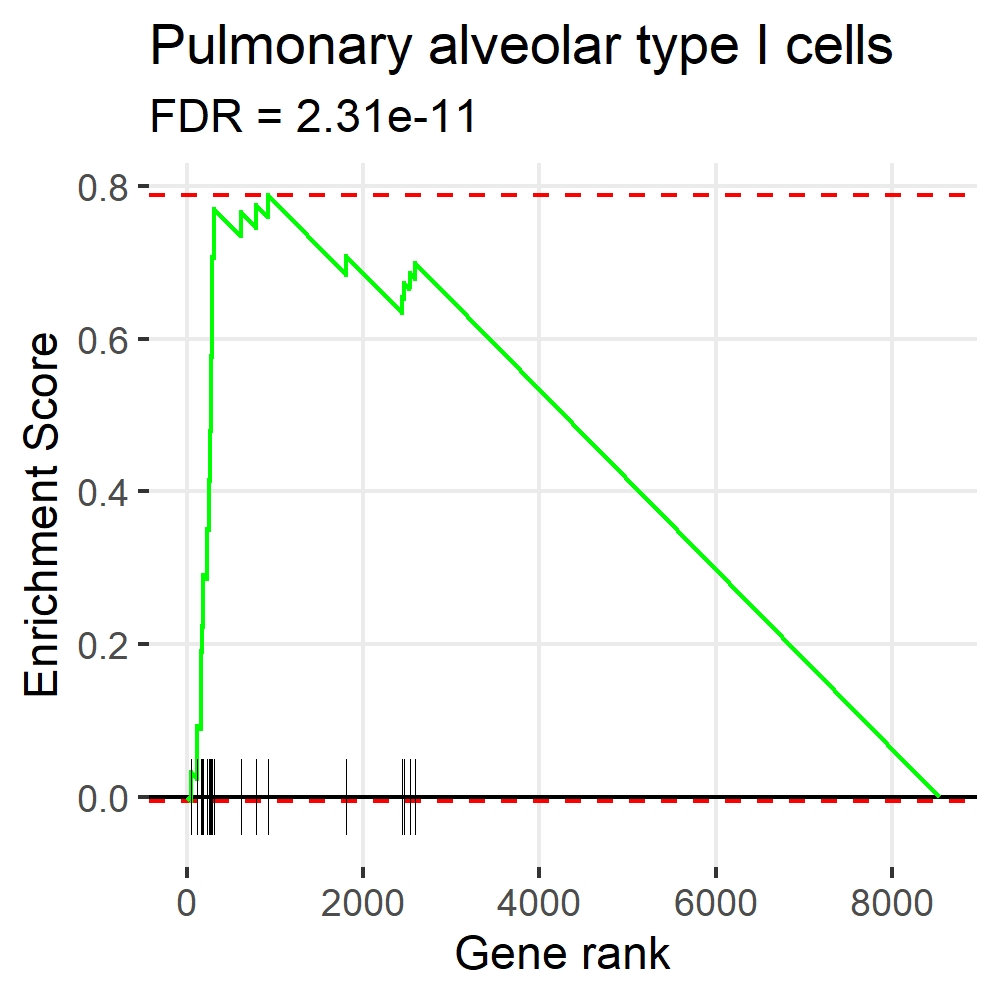 Pulmonary alveolar type I cells
FDR = 2.31e-11
0.8
0.6
0.4
0.2
0.0
Enrichment Score
0 2000 4000 6000 8000
Gene rank